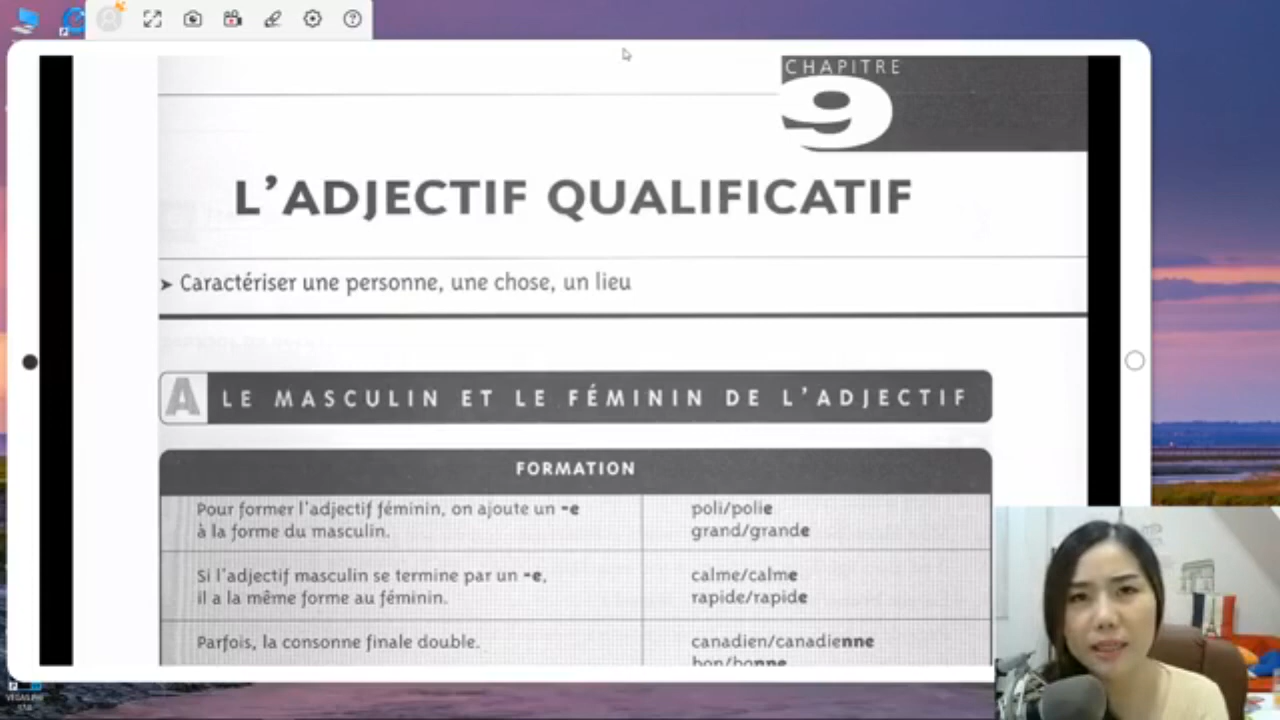 CHAPITRE
9
L'ADJECTIF QUALIFICATIF
➤ Caractériser une personne, une chose, un lieu
A LE MASCULIN ET LE FÉMININ DE L'ADJECTIF
FORMATION
Pour former l'adjectif féminin, on ajoute un -e
à la forme du masculin.
poli/polie
grand/grande
Si l'adjectif masculin se termine par un -e,
il a la même forme au féminin.
calme/calme
rapide/rapide
Parfois, la consonne finale double.
canadien/canadienne
bon/bonne